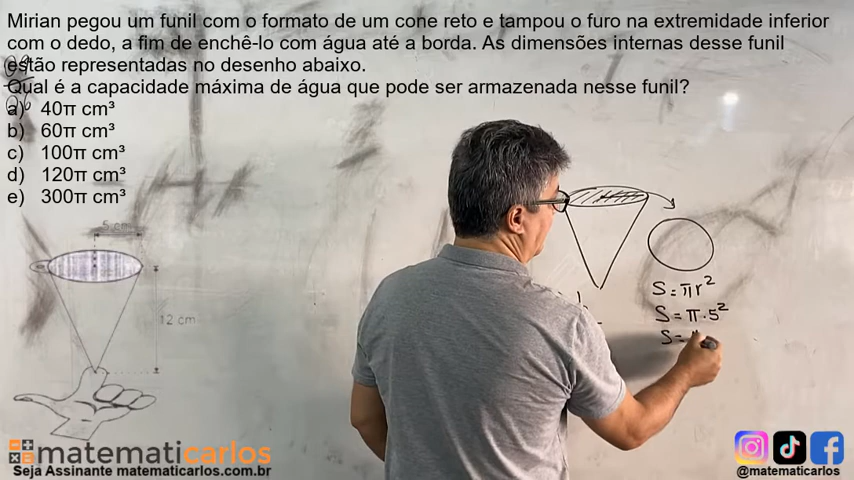 Mirian pegou um funil com o formato de um cone reto e tampou o furo na extremidade inferior
com o dedo, a fim de enchê-lo com água até a borda. As dimensões internas desse funil
estão representadas no desenho abaixo.
Qual é a capacidade máxima de água que pode ser armazenada nesse funil?
a) 40π cm³
b) 60π cm³
c) 100π cm³
d) 120π cm³
e) 300π cm³
5 cm
12 cm
S = πr²
S = π.5²
S =
matematicarlos
Seja Assinante matematicarlos.com.br
@matematicarlos